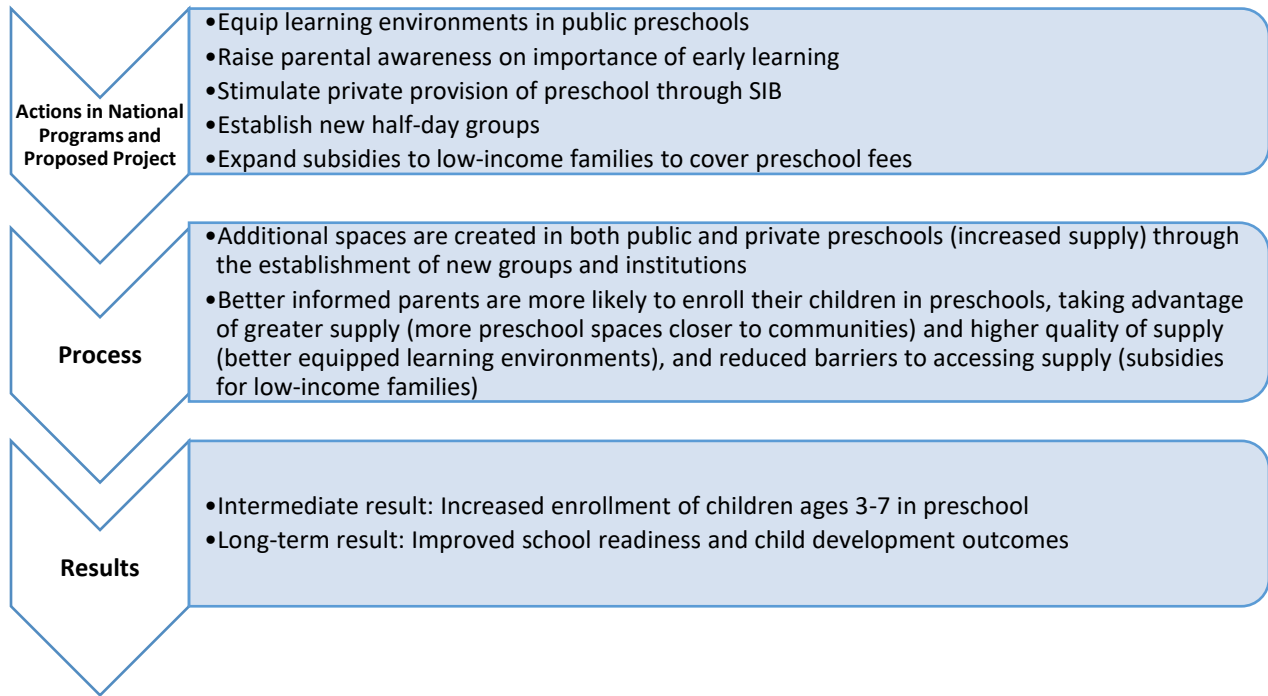 Actions in National
Programs and
Proposed Project
•Equip learning environments in public preschools
•Raise parental awareness on importance of early learning
•Stimulate private provision of preschool through SIB
•Establish new half-day groups
•Expand subsidies to low-income families to cover preschool fees
Process
•Additional spaces are created in both public and private preschools (increased supply) through
the establishment of new groups and institutions
•Better informed parents are more likely to enroll their children in preschools, taking advantage
of greater supply (more preschool spaces closer to communities) and higher quality of supply
(better equipped learning environments), and reduced barriers to accessing supply (subsidies
for low-income families)
Results
•Intermediate result: Increased enrollment of children ages 3-7 in preschool
•Long-term result: Improved school readiness and child development outcomes